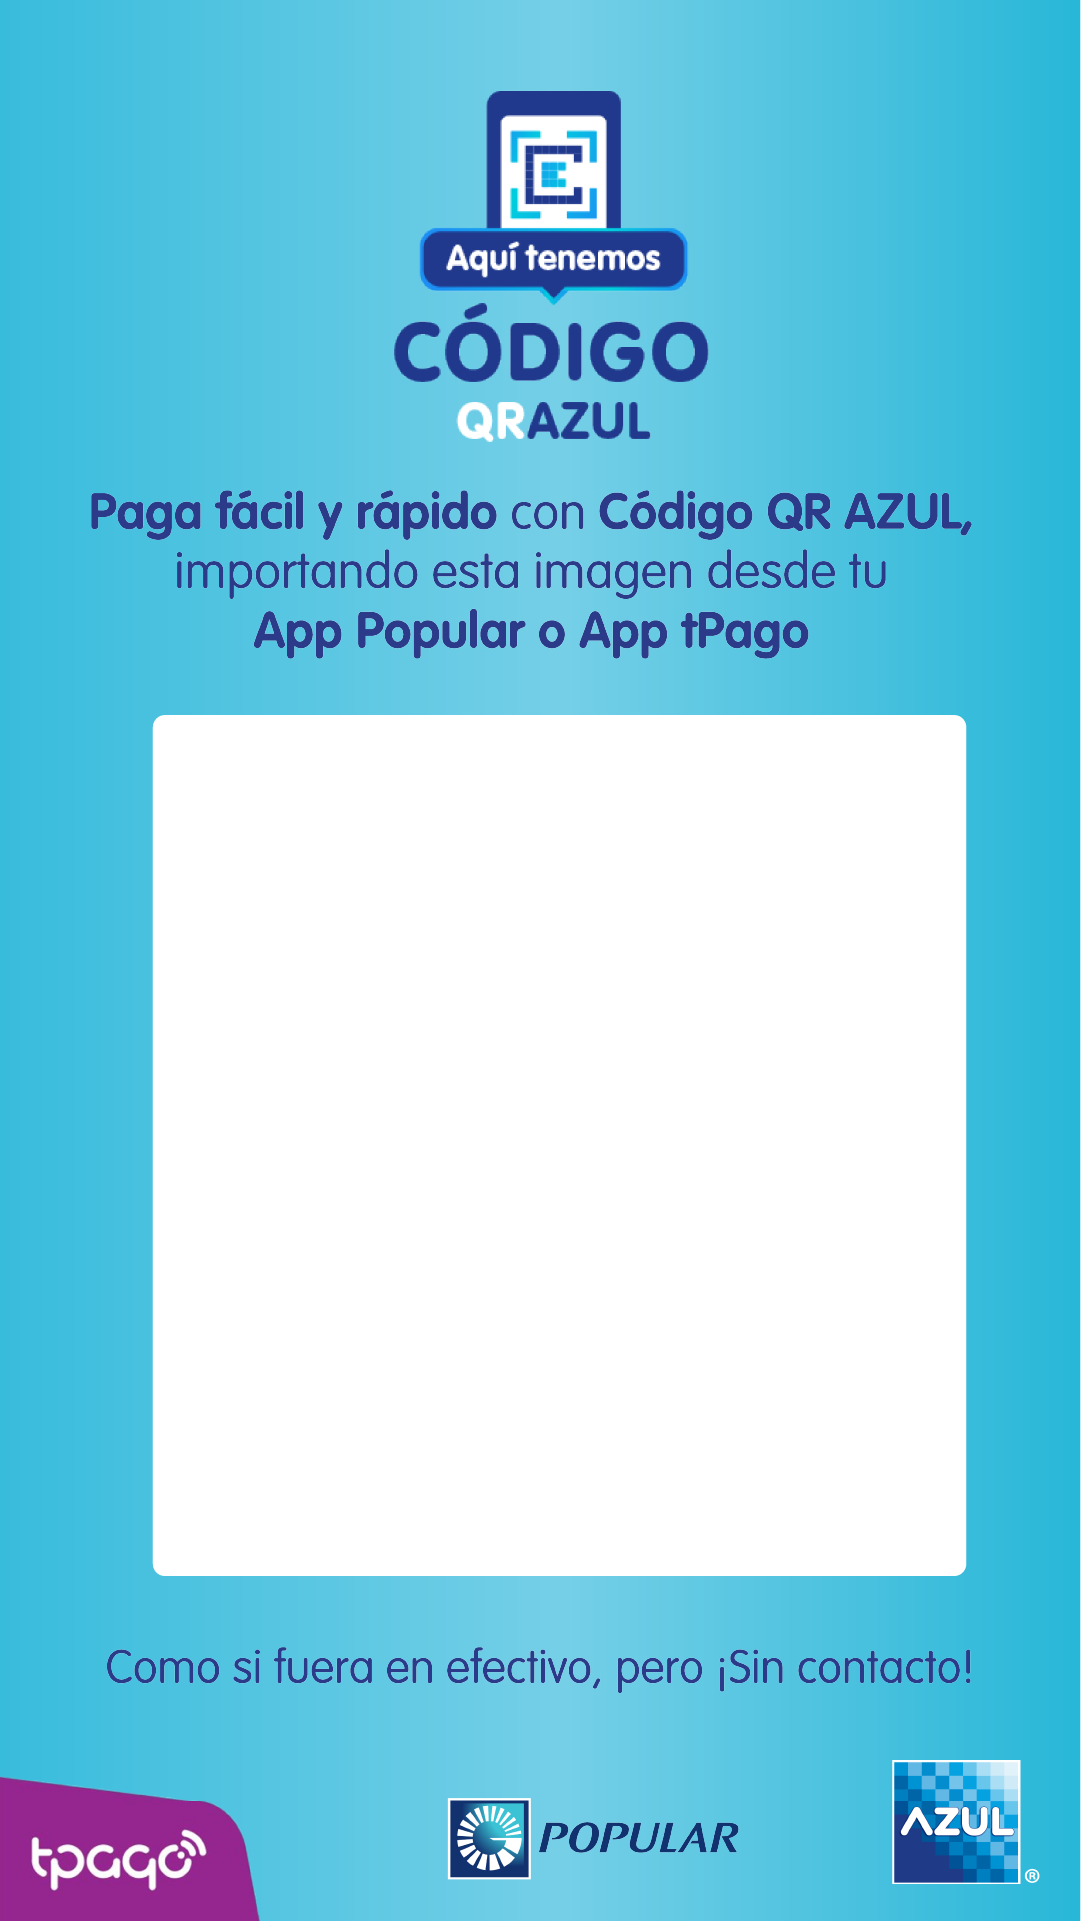 Aquí tenemos
CÓDIGO
QRAZUL
Paga fácil y rápido con Código QR AZUL,
importando esta imagen desde tu
App Popular o App tPago
Como si fuera en efectivo, pero ¡Sin contacto!
tpago
POPULAR
AZUL
®